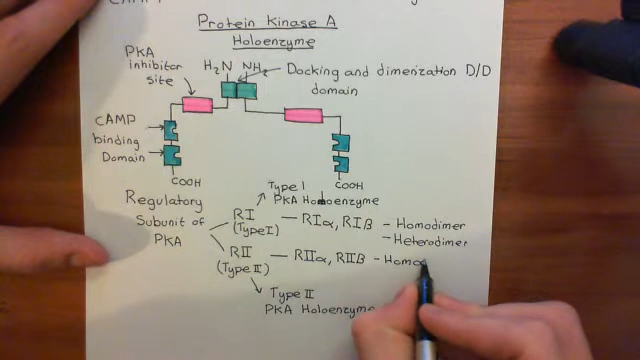 CAMP
Protein Kinase A
Holoenzyme
PKA
inhibitor
site
H₂N NH₂
Docking and dimerization D/D
domain
CAMP
binding
Domain
COOH
COOH
Regulatory
Subunit of
PKA
Type I
PKA Holoenzyme
RI
(Type I)
— RIα, RIβ - Homodimer
- Heterodimer
RII
(Type II)
— RIIα, RIIβ - Homo
Type II
PKA Holoenzyme